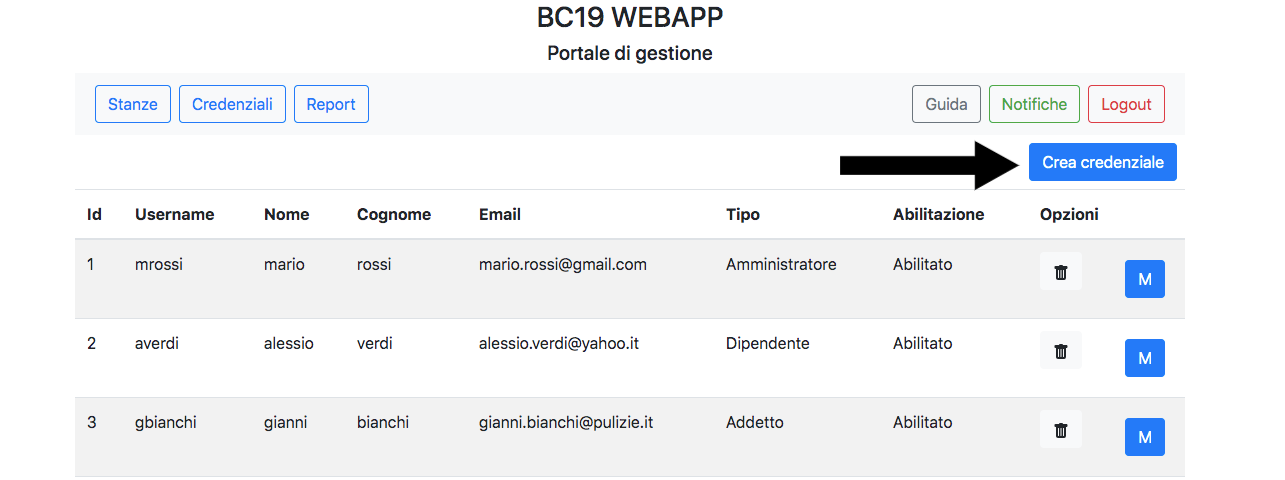 BC19 WEBAPP
Portale di gestione
Stanze Credenziali Report Guida Notifiche Logout
Crea credenziale
Id Username Nome Cognome Email Tipo Abilitazione Opzioni
1 mrossi mario rossi mario.rossi@gmail.com Amministratore Abilitato M
2 averdi alessio verdi alessio.verdi@yahoo.it Dipendente Abilitato M
3 gbianchi gianni bianchi gianni.bianchi@pulizie.it Addetto Abilitato M